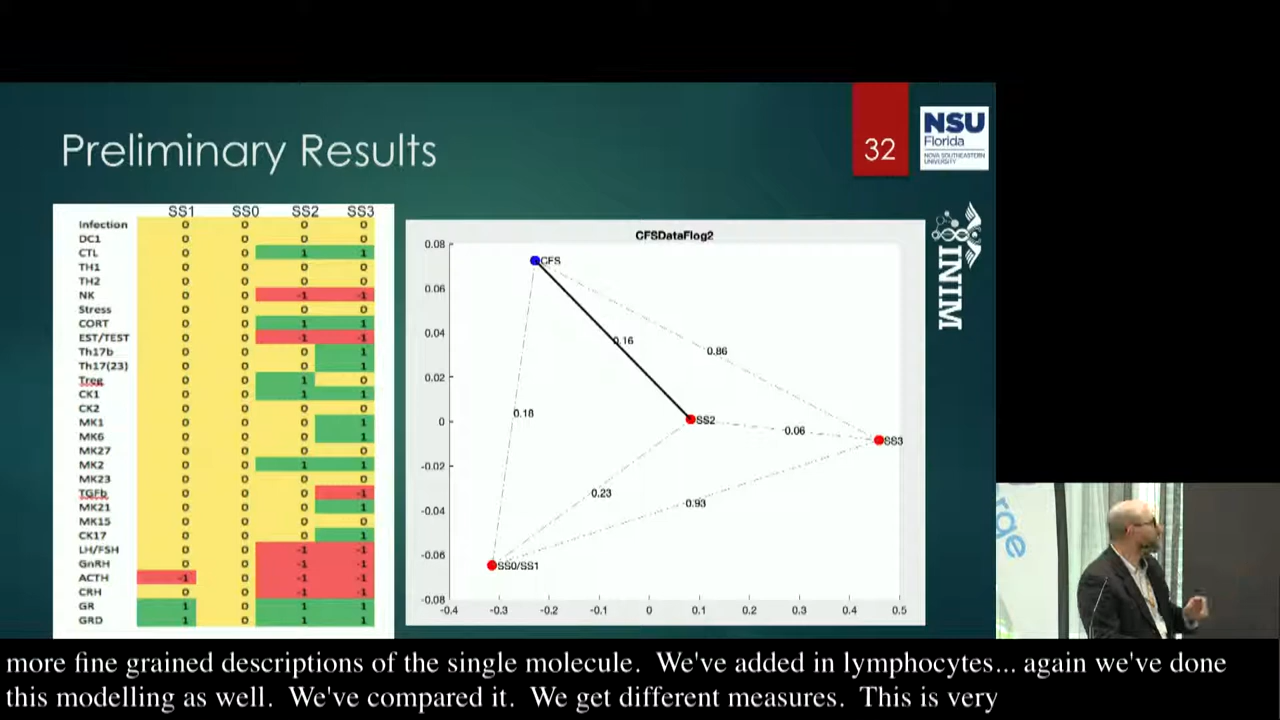 Preliminary Results
32
NSU
Florida
NOVA SOUTHEASTERN
UNIVERSITY
INIM
SS1 SS0 SS2 SS3
Infection 0 0 0 0
DC1 0 0 0 0
CTL 0 0 1 1
TH1 0 0 0 0
TH2 0 0 0 0
NK 0 0 -1 -1
Stress 0 0 0 0
CORT 0 0 1 1
EST/TEST 0 0 -1 -1
Th17b 0 0 0 1
Th17(23) 0 0 0 1
Treg 0 0 1 0
CK1 0 0 1 1
CK2 0 0 0 0
MK1 0 0 0 1
MK6 0 0 0 1
MK27 0 0 0 0
MK2 0 0 1 1
MK23 0 0 0 0
TGFb 0 0 0 -1
MK21 0 0 0 1
MK15 0 0 0 0
CK17 0 0 0 1
LH/FSH 0 0 -1 -1
GnRH 0 0 -1 -1
ACTH -1 0 -1 -1
CRH 0 0 -1 -1
GR 1 0 1 1
GRD 1 0 1 1
CFSDataFlog2
0.08
0.06
0.04
0.02
0
-0.02
-0.04
-0.06
-0.08
-0.4 -0.3 -0.2 -0.1 0 0.1 0.2 0.3 0.4 0.5
CFS
0.16
0.86
0.18
SS2
0.06
SS3
0.23
0.93
SS0/SS1
rge
more fine grained descriptions of the single molecule. We've added in lymphocytes... again we've done
this modelling as well. We've compared it. We get different measures. This is very